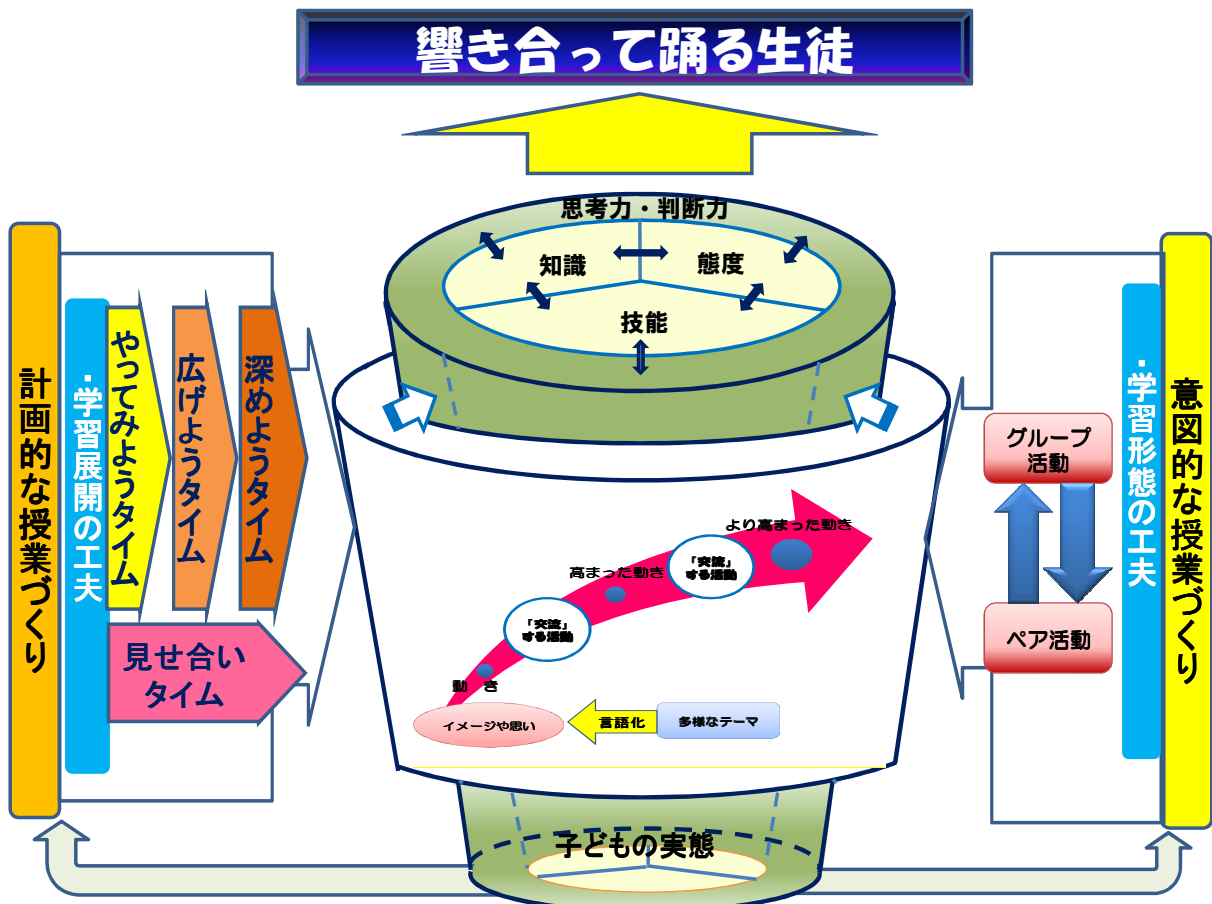 響き合って踊る生徒
思考力・判断力
知識
態度
技能
計画的な授業づくり
・学習展開の工夫
やってみようタイム
広げようタイム
深めようタイム
見せ合い
タイム
より高まった動き
「交流」
する活動
高まった動き
「交流」
する活動
動　き
イメージや思い
言語化
多様なテーマ
グループ
活動
ペア活動
・学習形態の工夫
意図的な授業づくり
子どもの実態